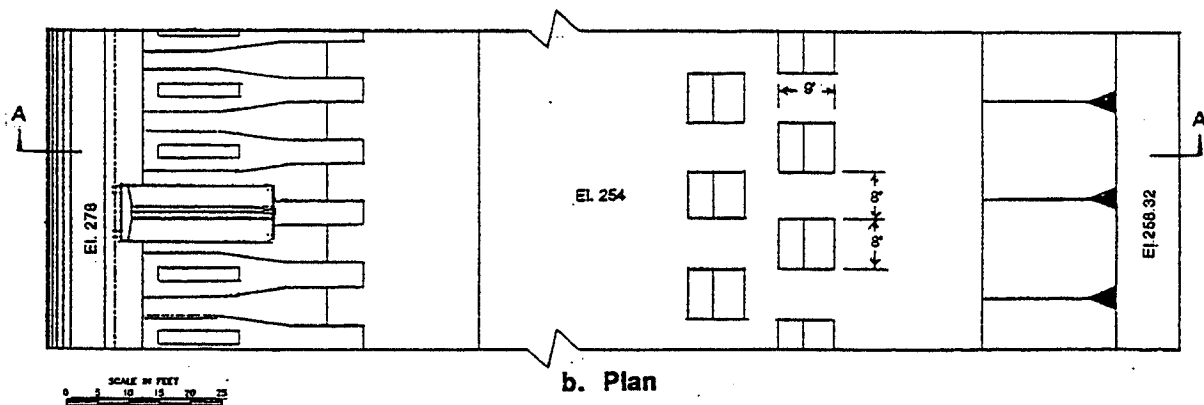 A
A
El. 278
El. 254
9'
8'
8'
El. 258.32
b. Plan
SCALE IN FEET
0 5 10 15 20 25